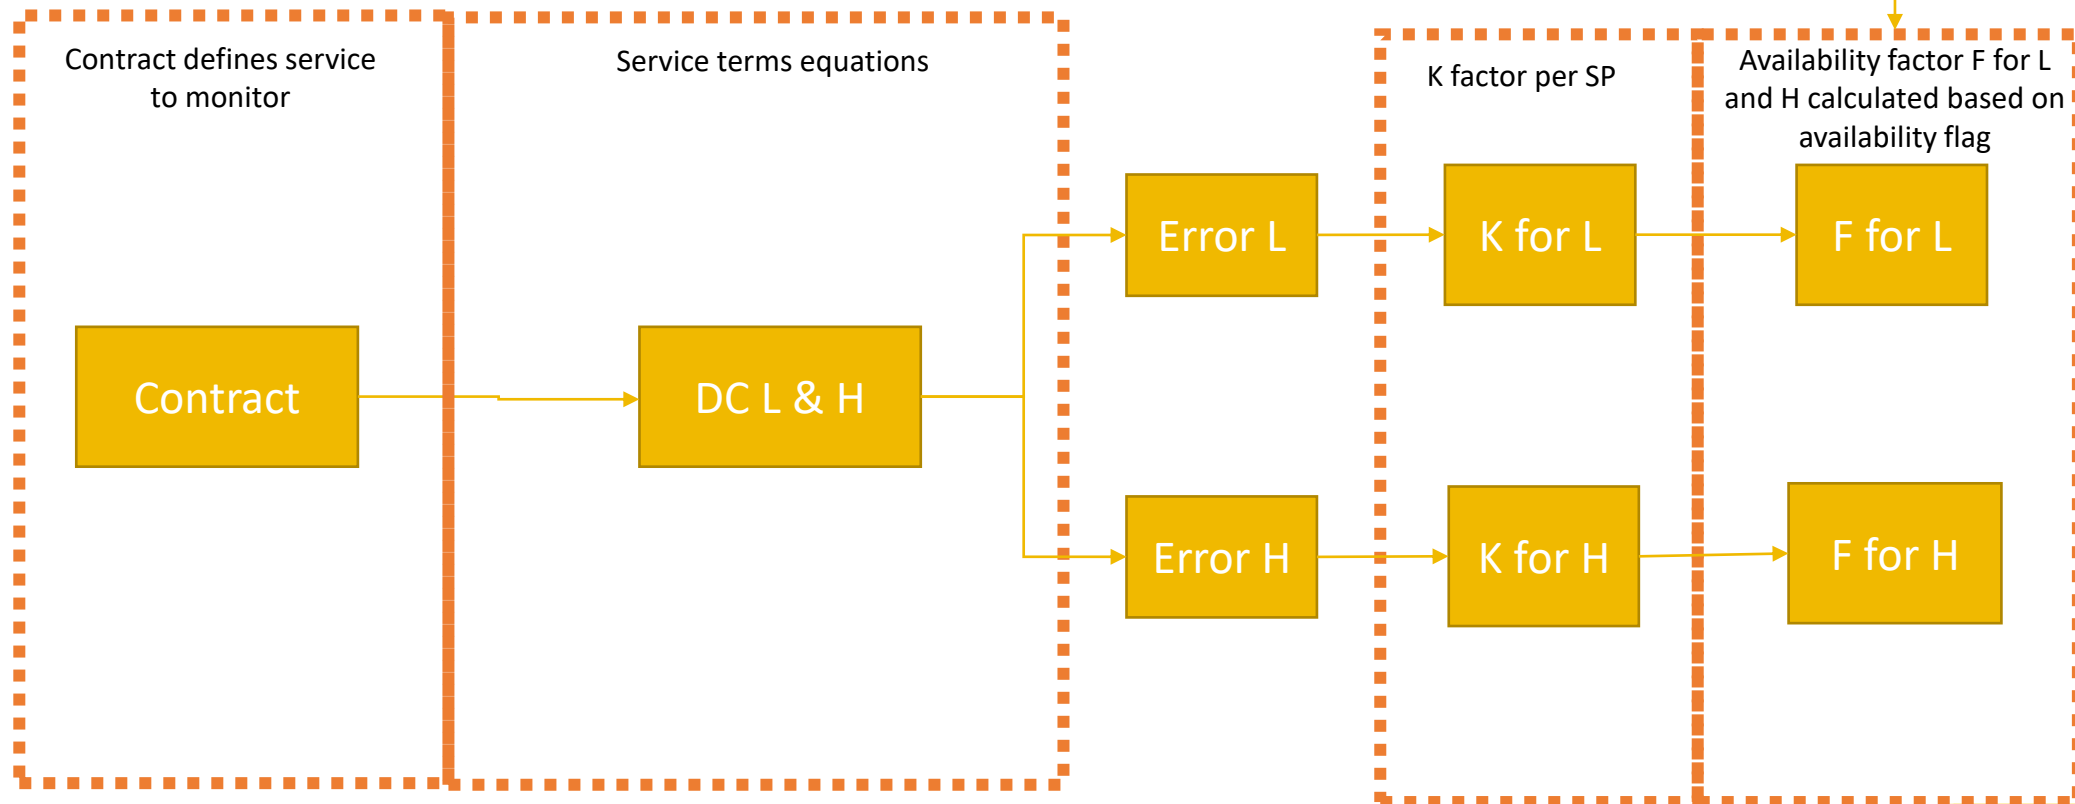 Contract defines service
to monitor
Service terms equations
K factor per SP
Availability factor F for L
and H calculated based on
availability flag
Error L
K for L
F for L
Contract
DC L & H
Error H
K for H
F for H